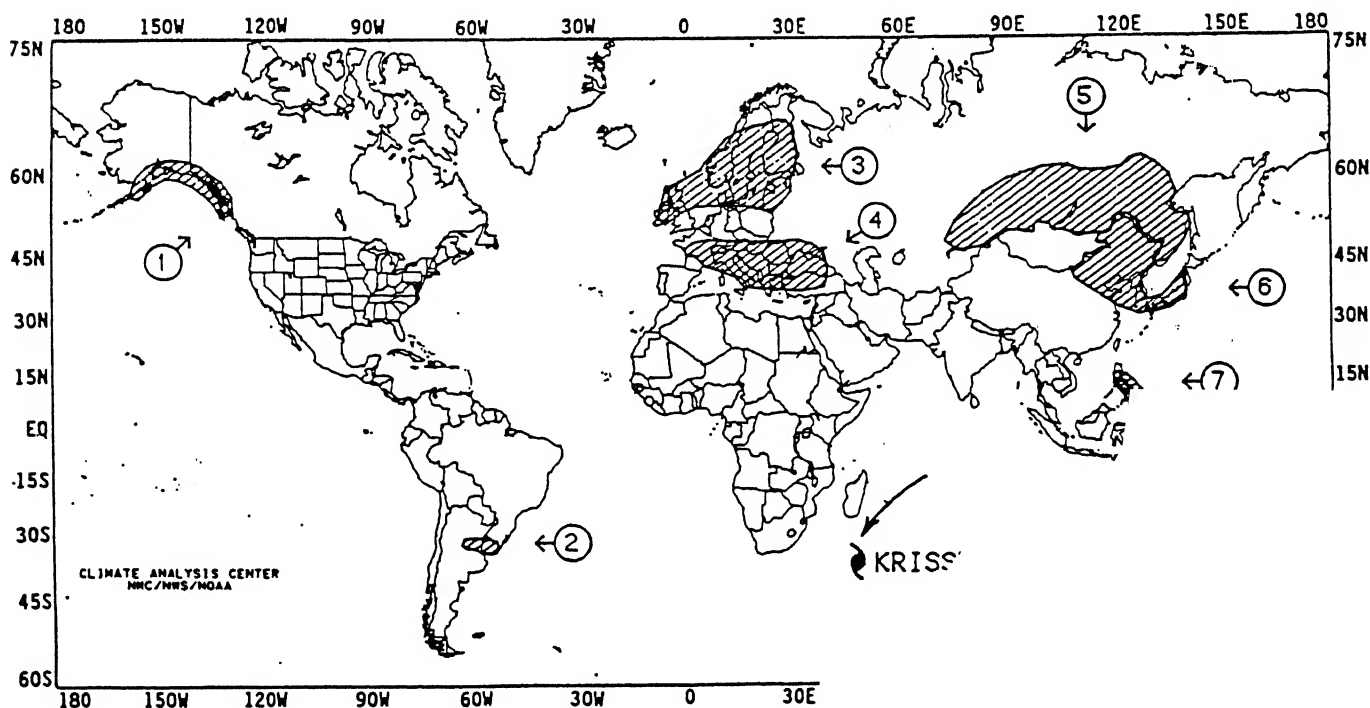 180 150W 120W 90W 60W 30W 0 30E 60E 90E 120E 150E 180
75N 75N
5
60N 3 60N
4
45N 1 45N
6
30N 30N
15N 7 15N
EQ
15S
30S 2
KRISS
CLIMATE ANALYSIS CENTER
NMC/NWS/NOAA
45S
60S
180 150W 120W 90W 60W 30W 0 30E